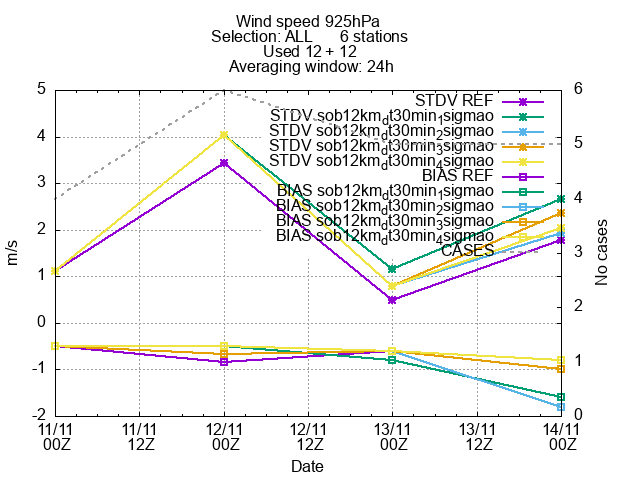 Wind speed 925hPa
Selection: ALL 6 stations
Used 12 + 12
Averaging window: 24h
5
4
3
2
1
0
-1
-2
m/s
6
5
4
3
2
1
0
No cases
STDV REF
STDV sob12km_dt30min_1sigmao
STDV sob12km_dt30min_2sigmao
STDV sob12km_dt30min_3sigmao
STDV sob12km_dt30min_4sigmao
BIAS REF
BIAS sob12km_dt30min_1sigmao
BIAS sob12km_dt30min_2sigmao
BIAS sob12km_dt30min_3sigmao
BIAS sob12km_dt30min_4sigmao
CASES
11/11 11/11 12/11 12/11 13/11 13/11 14/11
00Z 12Z 00Z 12Z 00Z 12Z 00Z
Date